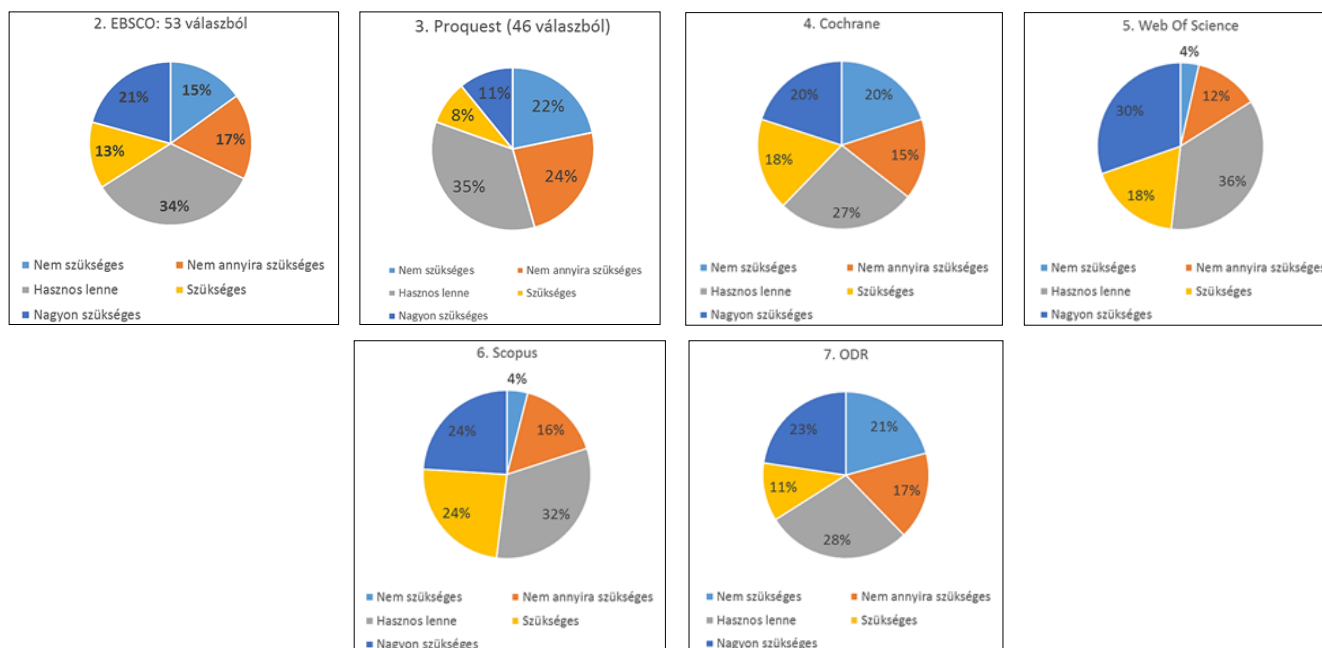 2. EBSCO: 53 válaszból
15%
17%
34%
13%
21%
Nem szükséges
Nem annyira szükséges
Hasznos lenne
Szükséges
Nagyon szükséges
3. Proquest (46 válaszból)
22%
24%
35%
8%
11%
Nem szükséges
Nem annyira szükséges
Hasznos lenne
Szükséges
Nagyon szükséges
4. Cochrane
20%
15%
27%
18%
20%
Nem szükséges
Nem annyira szükséges
Hasznos lenne
Szükséges
Nagyon szükséges
5. Web Of Science
4%
12%
36%
18%
30%
Nem szükséges
Nem annyira szükséges
Hasznos lenne
Szükséges
Nagyon szükséges
6. Scopus
4%
16%
32%
24%
24%
Nem szükséges
Nem annyira szükséges
Hasznos lenne
Szükséges
Nagyon szükséges
7. ODR
21%
17%
28%
11%
23%
Nem szükséges
Nem annyira szükséges
Hasznos lenne
Szükséges
Nagyon szükséges